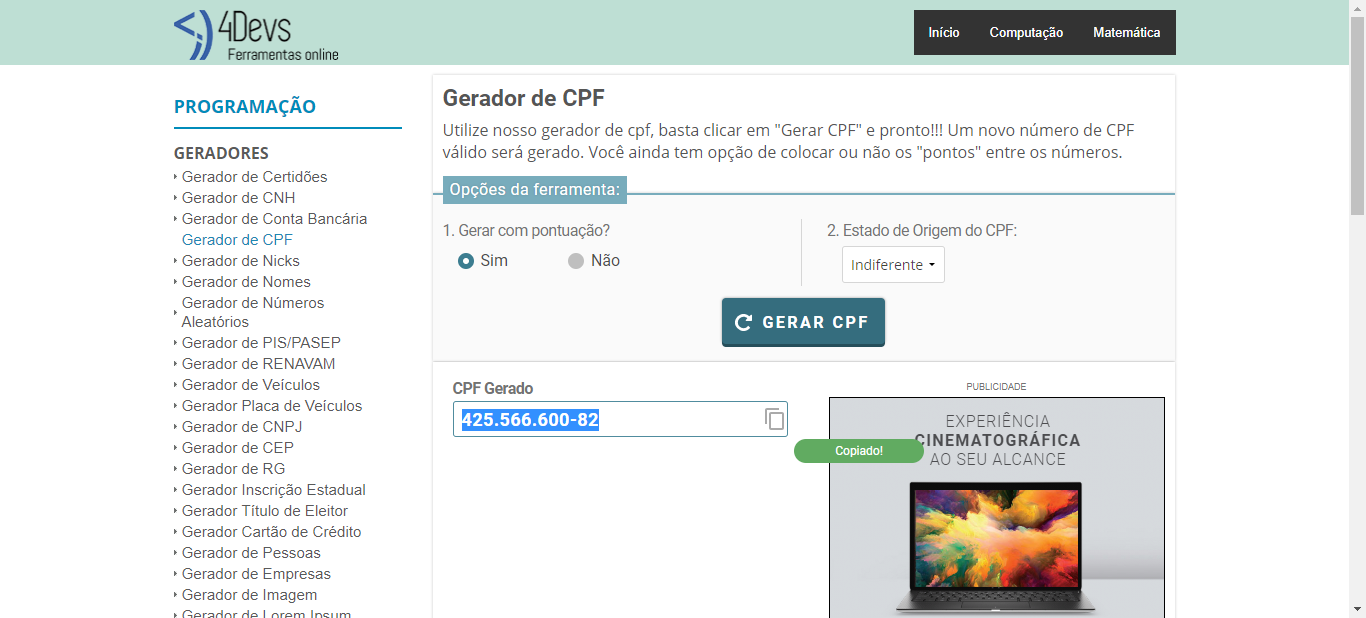 4Devs
Ferramentas online
Início
Computação
Matemática
PROGRAMAÇÃO
GERADORES
Gerador de Certidões
Gerador de CNH
Gerador de Conta Bancária
Gerador de CPF
Gerador de Nicks
Gerador de Nomes
Gerador de Números
Aleatórios
Gerador de PIS/PASEP
Gerador de RENAVAM
Gerador de Veículos
Gerador Placa de Veículos
Gerador de CNPJ
Gerador de CEP
Gerador de RG
Gerador Inscrição Estadual
Gerador Título de Eleitor
Gerador Cartão de Crédito
Gerador de Pessoas
Gerador de Empresas
Gerador de Imagem
Gerador de Lorem Ipsum
Gerador de CPF
Utilize nosso gerador de cpf, basta clicar em "Gerar CPF" e pronto!!! Um novo número de CPF
válido será gerado. Você ainda tem opção de colocar ou não os "pontos" entre os números.
Opções da ferramenta:
1. Gerar com pontuação?
Sim
Não
2. Estado de Origem do CPF:
Indiferente
GERAR CPF
CPF Gerado
425.566.600-82
Copiado!
PUBLICIDADE
EXPERIÊNCIA
CINEMATOGRÁFICA
AO SEU ALCANCE